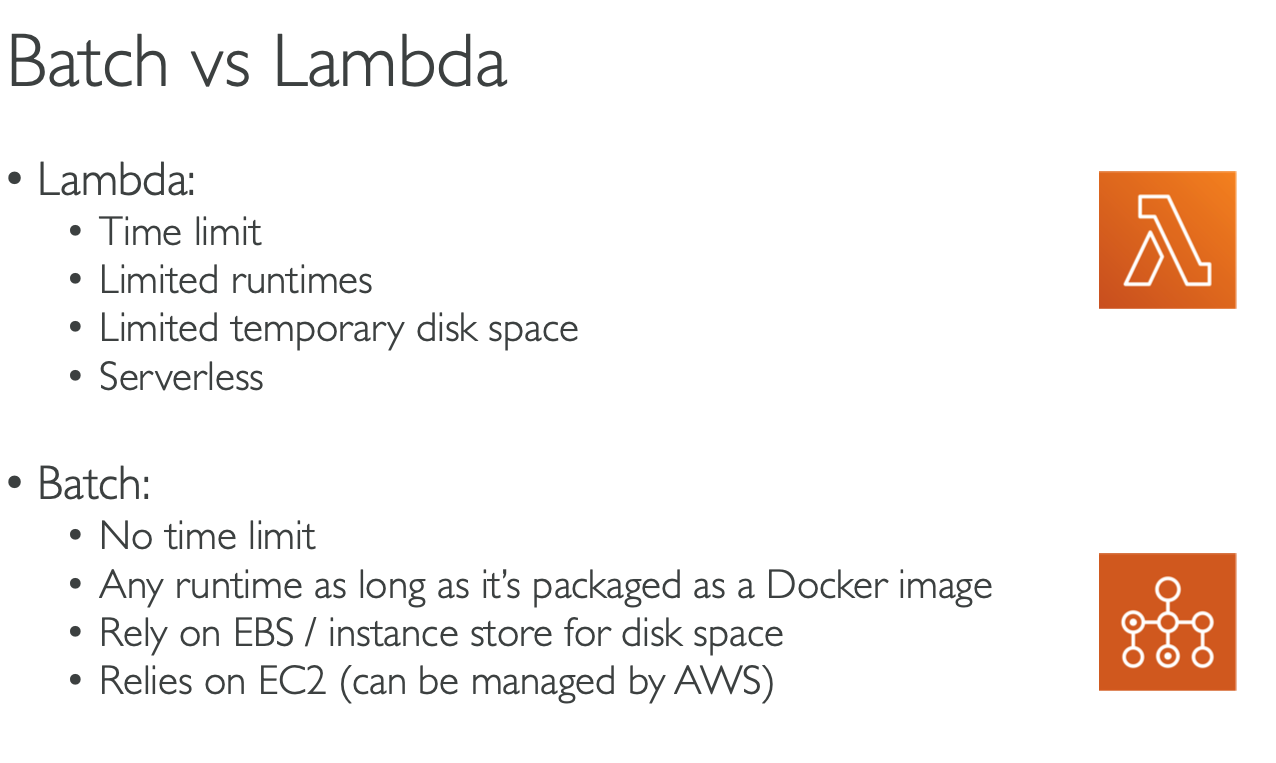 Batch vs Lambda
• Lambda:
• Time limit
• Limited runtimes
• Limited temporary disk space
• Serverless
• Batch:
• No time limit
• Any runtime as long as it’s packaged as a Docker image
• Rely on EBS / instance store for disk space
• Relies on EC2 (can be managed by AWS)